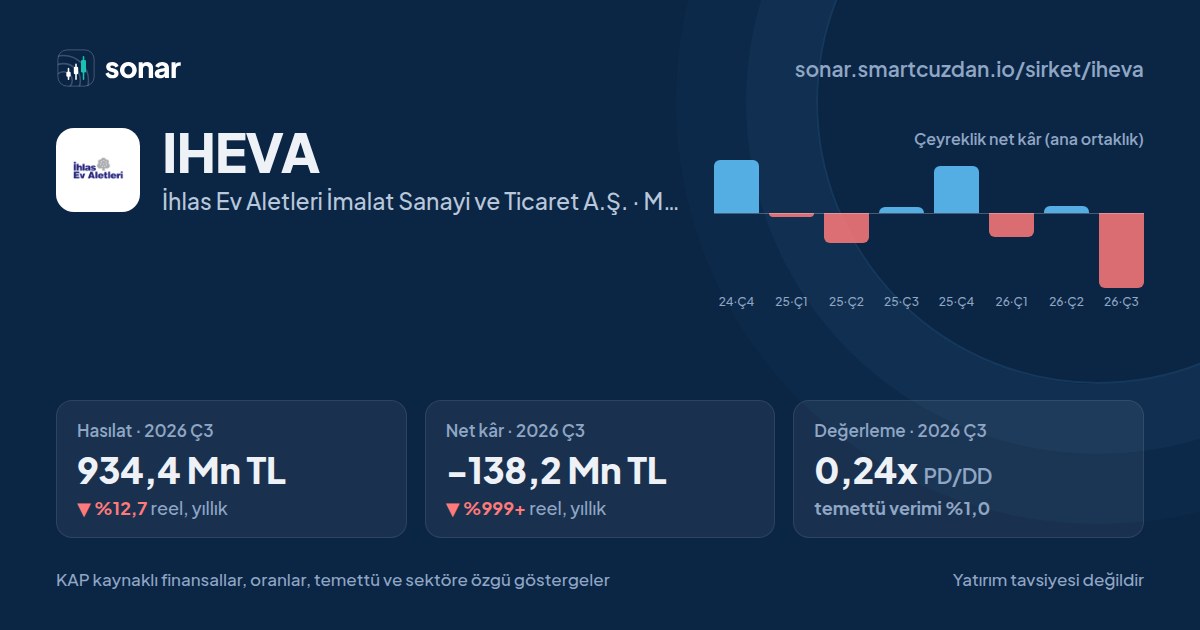 sonar
sonar.smartcuzdan.io/sirket/iheva
İhlas
Ev Aletleri
IHEVA
İhlas Ev Aletleri İmalat Sanayi ve Ticaret A.Ş. · M...
Çeyreklik net kâr (ana ortaklık)
24-Ç4 25-Ç1 25-Ç2 25-Ç3 25-Ç4 26-Ç1 26-Ç2 26-Ç3
Hasılat · 2026 Ç3
934,4 Mn TL
▼ %12,7 reel, yıllık
Net kâr · 2026 Ç3
-138,2 Mn TL
▼ %999+ reel, yıllık
Değerleme · 2026 Ç3
0,24x PD/DD
temettü verimi %1,0
KAP kaynaklı finansallar, oranlar, temettü ve sektöre özgü göstergeler
Yatırım tavsiyesi değildir